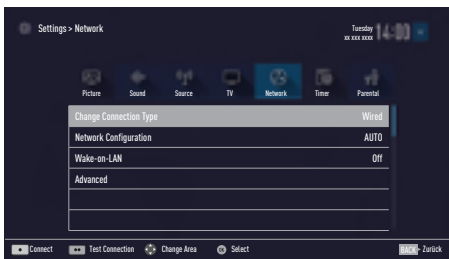 Settings > Network
Tuesday
xx xxx xxxx
14:00
Picture Sound Source TV Network Timer Parental
Change Connection Type Wired
Network Configuration AUTO
Wake-on-LAN Off
Advanced
Connect Test Connection Change Area OK Select BACK Zurück